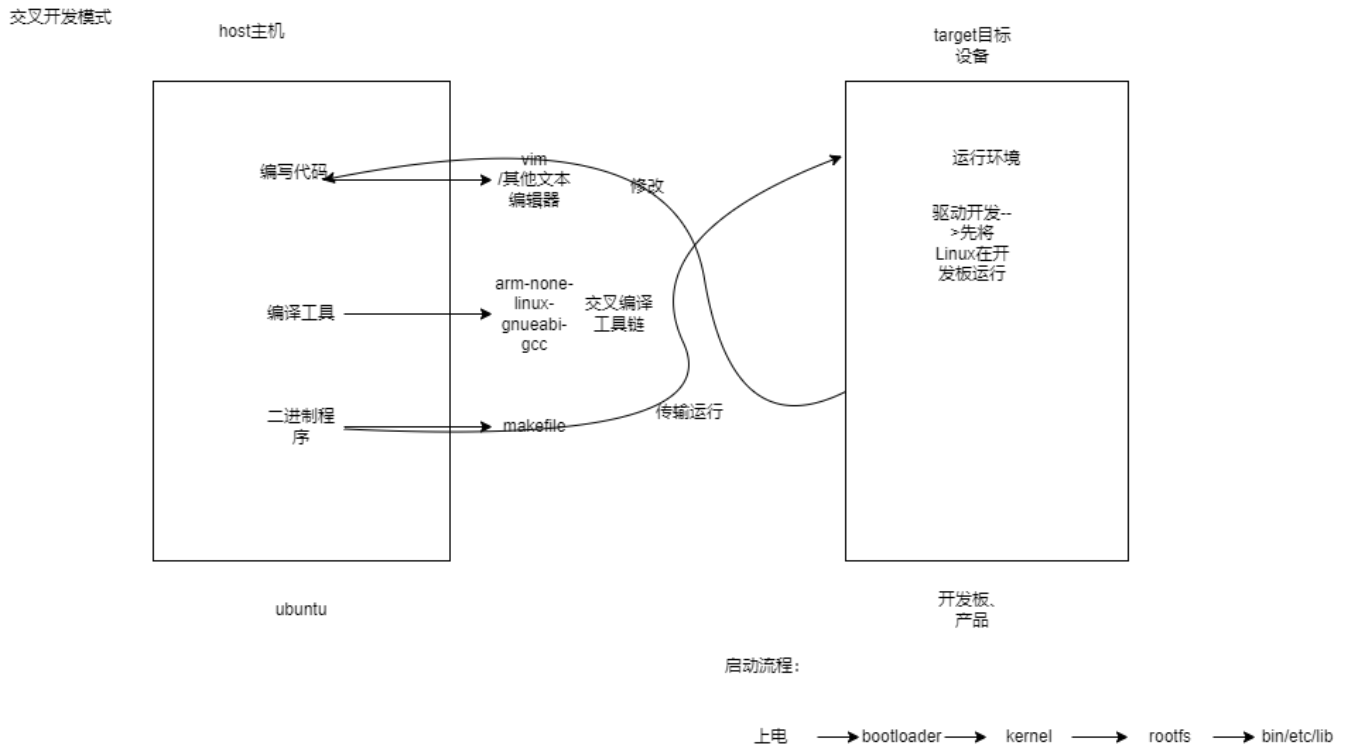 交叉开发模式
host主机
target目标
设备
编写代码
vim
/其他文本
编辑器
修改
运行环境
驱动开发--
>先将
Linux在开
发板运行
编译工具
arm-none-
linux-
gnueabi-
gcc
交叉编译
工具链
二进制程
序
makefile
传输运行
ubuntu
开发板、
产品
启动流程：
上电
bootloader
kernel
rootfs
bin/etc/lib